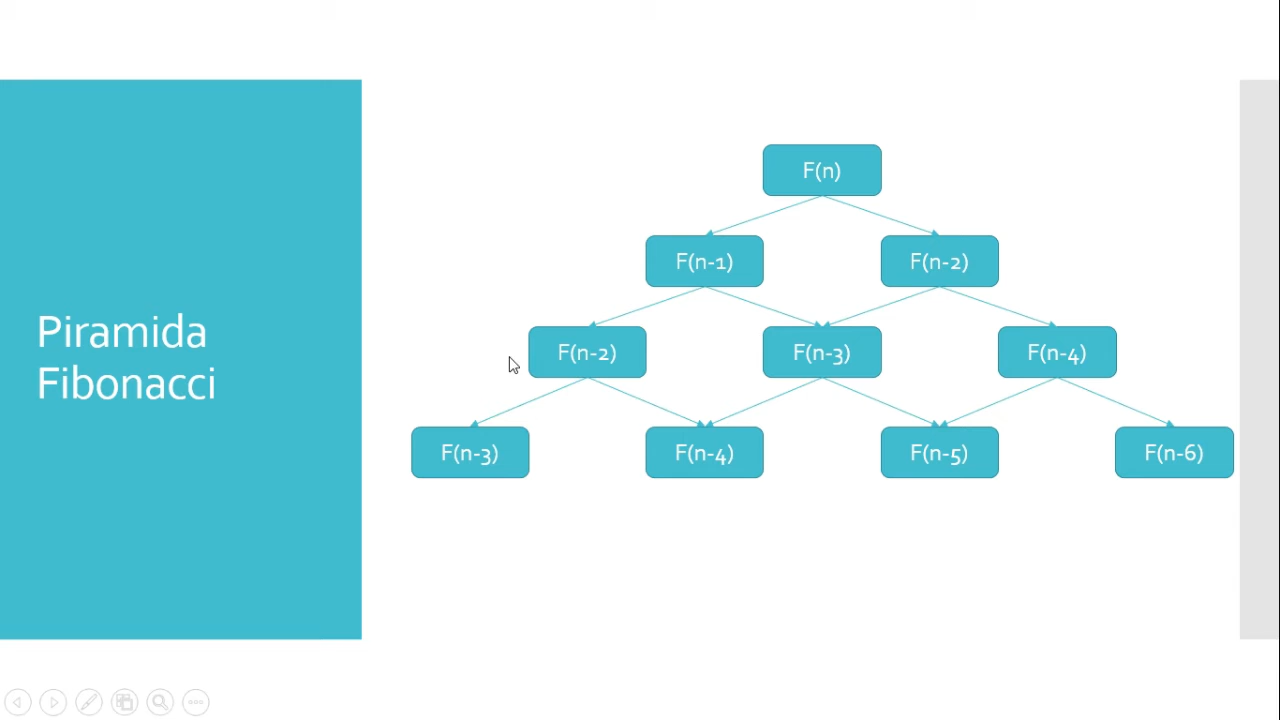 Piramida
Fibonacci
F(n)
F(n-1)
F(n-2)
F(n-2)
F(n-3)
F(n-4)
F(n-3)
F(n-4)
F(n-5)
F(n-6)